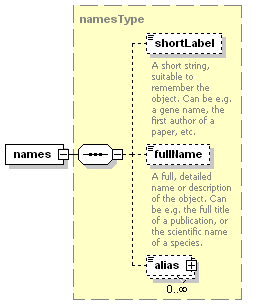 namesType
shortLabel
A short string,
suitable to
remember the
object. Can be e.g.
a gene name, the
first author of a
paper, etc.
names
fullName
A full, detailed
name or description
of the object. Can
be e.g. the full title
of a publication, or
the scientific name
of a species.
alias
0..∞